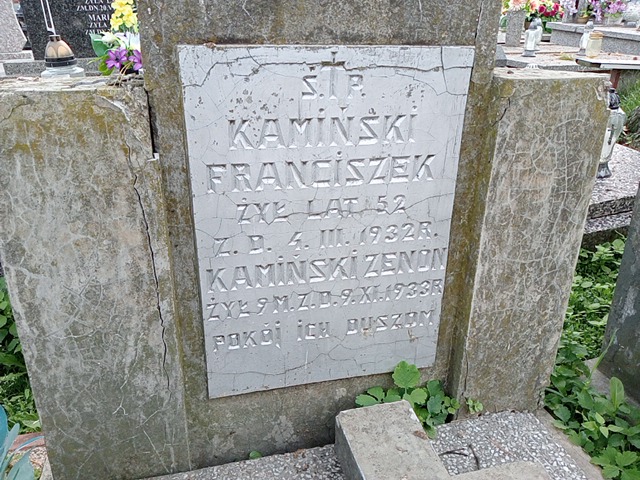 Ś.†P.
KAMIŃSKI
FRANCISZEK
ŻYŁ LAT 52
Z. D. 4. III. 1932 R.
KAMIŃSKI ZENON
ŻYŁ 9 M. Z. D. 9. XI. 1933 R
POKÓJ ICH DUSZOM